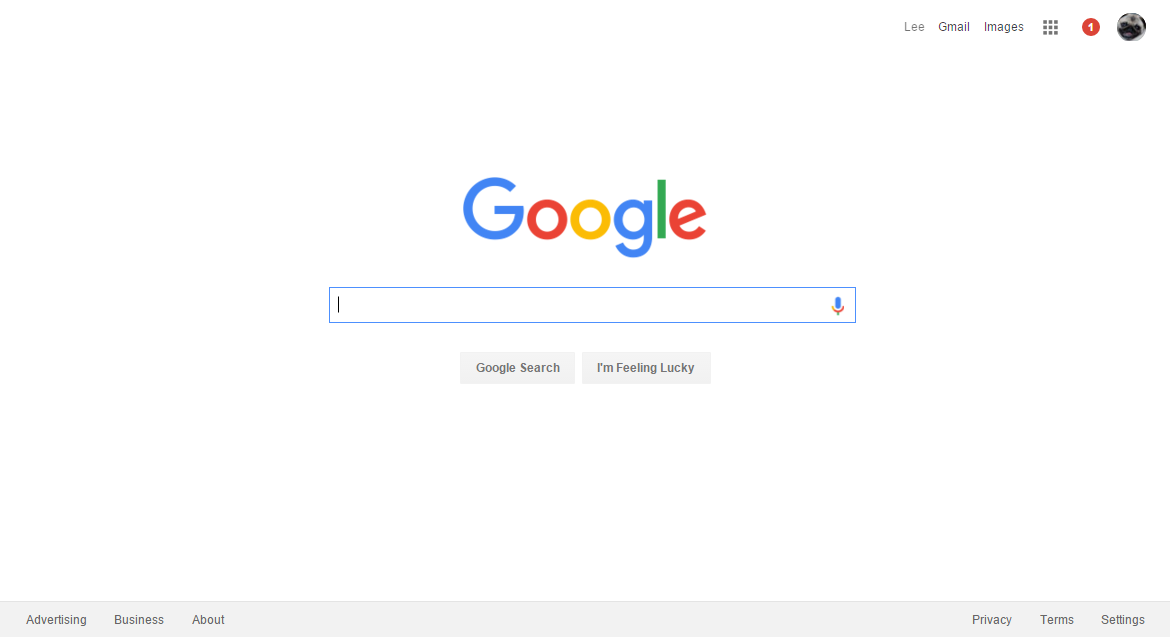 Lee Gmail Images 1
Google
Google Search I'm Feeling Lucky
Advertising Business About Privacy Terms Settings